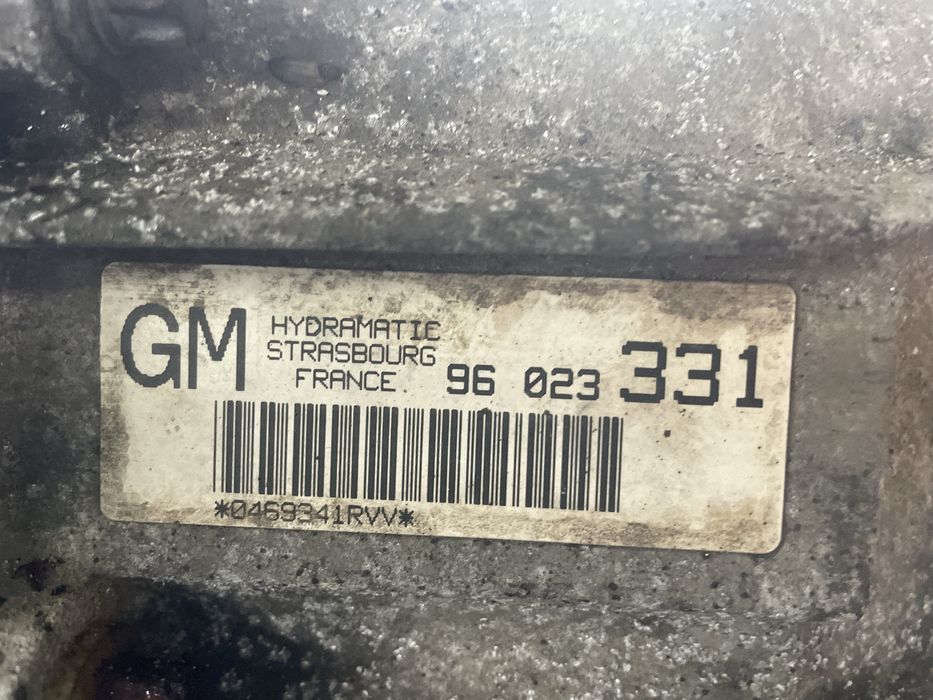 GM HYDRAMATIC
STRASBOURG
FRANCE 96 023 331
*0469341RVV*